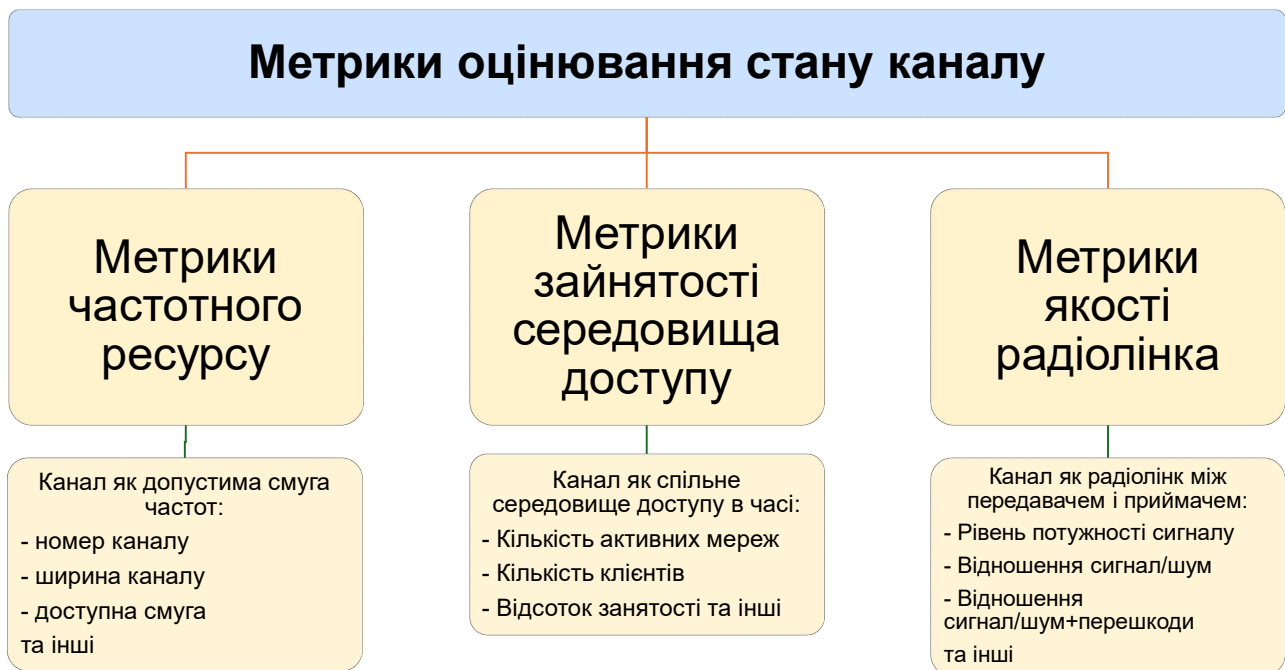 Метрики оцінювання стану каналу
Метрики
частотного
ресурсу
Метрики
зайнятості
середовища
доступу
Метрики
якості
радіолінка
Канал як допустима смуга
частот:
- номер каналу
- ширина каналу
- доступна смуга
та інші
Канал як спільне
середовище доступу в часі:
- Кількість активних мереж
- Кількість клієнтів
- Відсоток занятості та інші
Канал як радіолінк між
передавачем і приймачем:
- Рівень потужності сигналу
- Відношення сигнал/шум
- Відношення
сигнал/шум+перешкоди
та інші